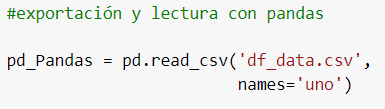 #exportación y lectura con pandas
pd_Pandas = pd.read_csv('df_data.csv',
names='uno')